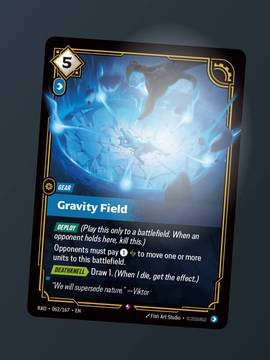 5
GEAR
Gravity Field
DEPLOY (Play this only to a battlefield. When an
opponent holds here, kill this.)
Opponents must pay 1 to move one or more
units to this battlefield.
DEATHKNELL Draw 1. (When I die, get the effect.)
"We will supersede nature." —Viktor
RAD • 062/167 • EN
Fish Art Studio